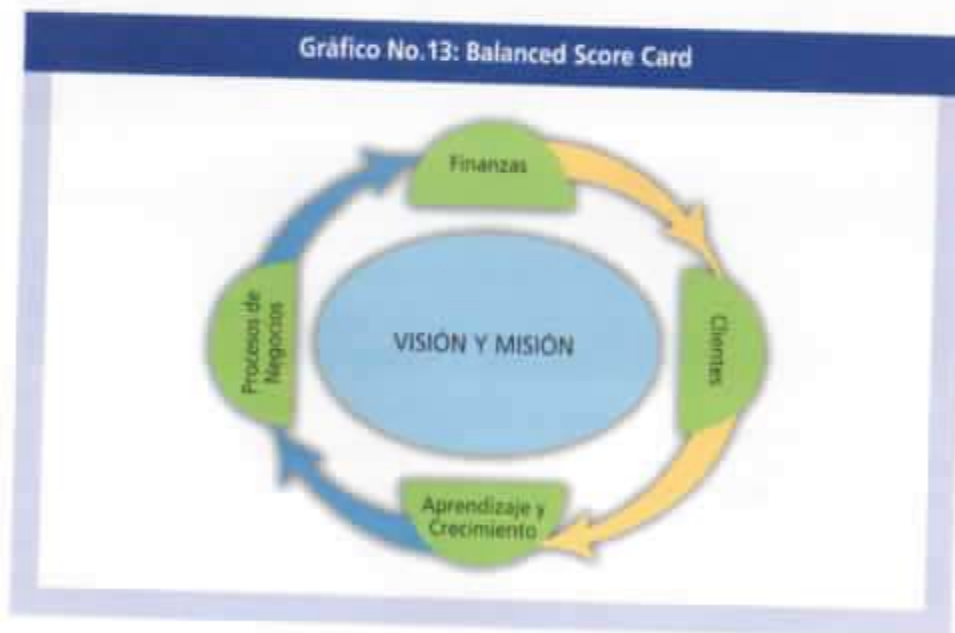 Gráfico No.13: Balanced Score Card
Finanzas
Procesos de
Negocios
VISIÓN Y MISIÓN
Clientes
Aprendizaje y
Crecimiento